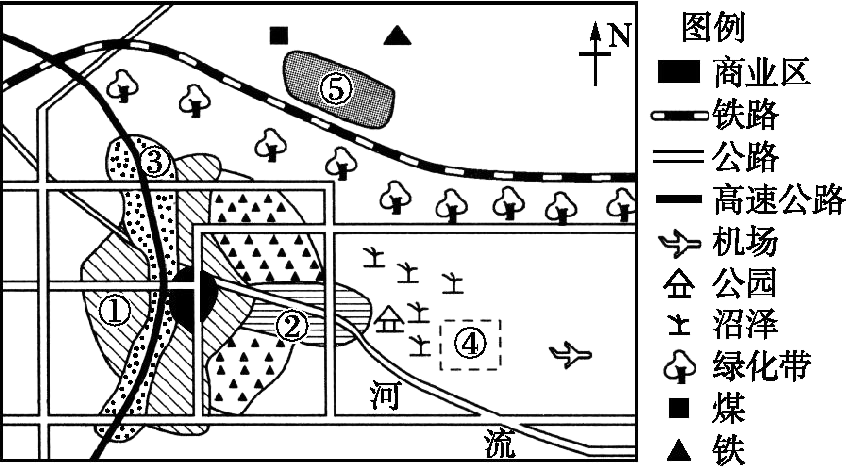 N
⑤
③
①
②
④
河
流
图例
商业区
铁路
公路
高速公路
机场
公园
沼泽
绿化带
煤
铁